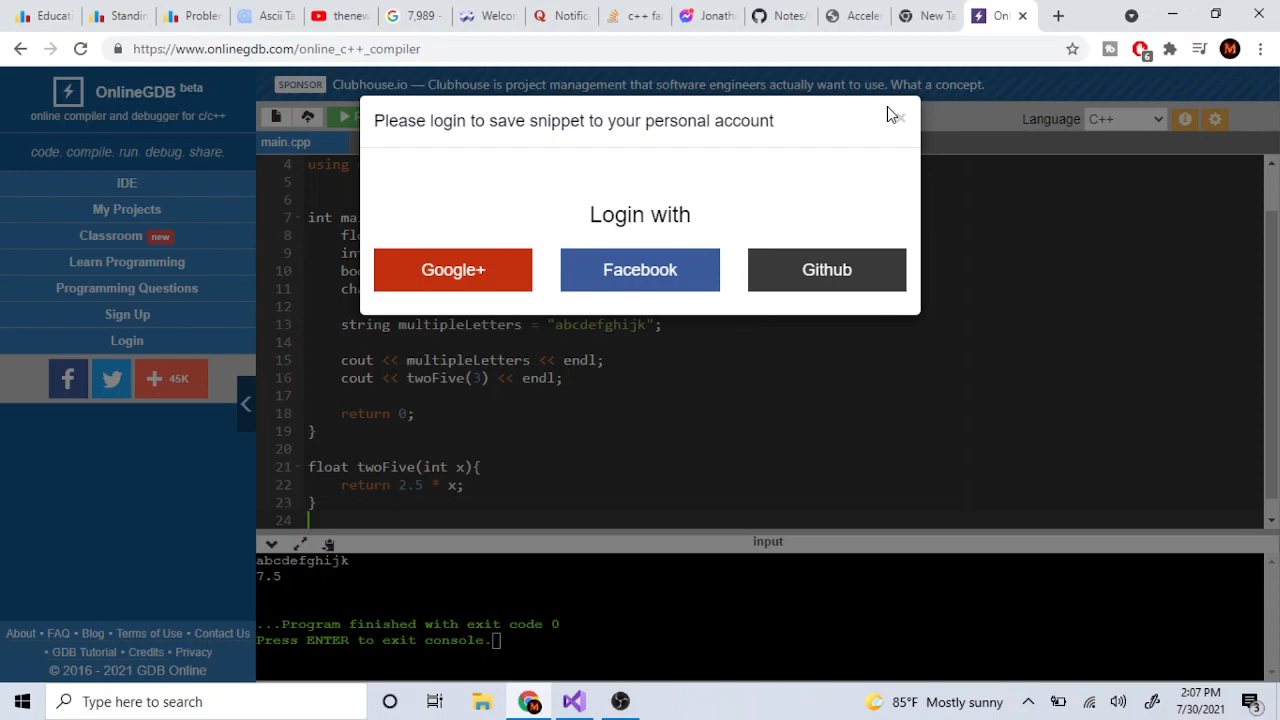 Educat
Standin
Problem
Ascii Ta
thenew
7,989 -
Welcor
Notific
c++ fa
Jonath
Notes/
Acceler
New Ta
Onl
https://www.onlinegdb.com/online_c++_compiler
6
M
OnlineGDB beta
online compiler and debugger for c/c++
code. compile. run. debug. share.
IDE
My Projects
Classroom new
Learn Programming
Programming Questions
Sign Up
Login
45K
About • FAQ • Blog • Terms of Use • Contact Us
• GDB Tutorial • Credits • Privacy
© 2016 - 2021 GDB Online
SPONSOR Clubhouse.io — Clubhouse is project management that software engineers actually want to use. What a concept.
Language C++
main.cpp
Please login to save snippet to your personal account
Login with
Google+ Facebook Github
4 using
5
6
7 int ma
8 flo
9 int
10 boo
11 cha
12
13 string multipleLetters = "abcdefghijk";
14
15 cout << multipleLetters << endl;
16 cout << twoFive(3) << endl;
17
18 return 0;
19 }
20
21 float twoFive(int x){
22 return 2.5 * x;
23 }
24
input
abcdefghijk
7.5
...Program finished with exit code 0
Press ENTER to exit console.
Type here to search
85°F Mostly sunny
2:07 PM
7/30/2021
3